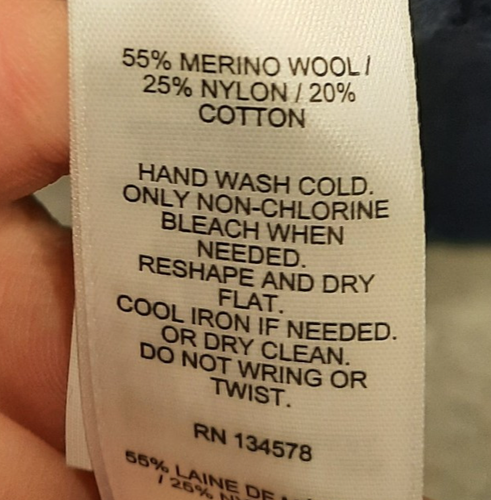 55% MERINO WOOL /
25% NYLON / 20%
COTTON
HAND WASH COLD.
ONLY NON-CHLORINE
BLEACH WHEN
NEEDED.
RESHAPE AND DRY
FLAT.
COOL IRON IF NEEDED.
OR DRY CLEAN.
DO NOT WRING OR
TWIST.
RN 134578
55% LAINE DE
/ 25%